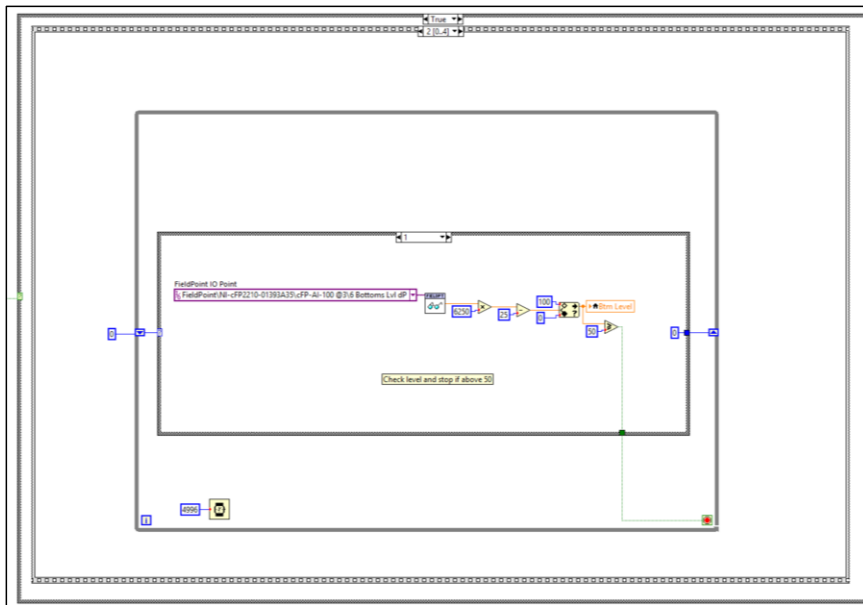 True
2 [0..4]
1
FieldPoint IO Point
FieldPoint\NI-cFP2210-01393A35\cFP-AI-100 @3\6 Bottoms Lvl dP
6250
25
100
0
Btm Level
50
0
0
Check level and stop if above 50
4996
i